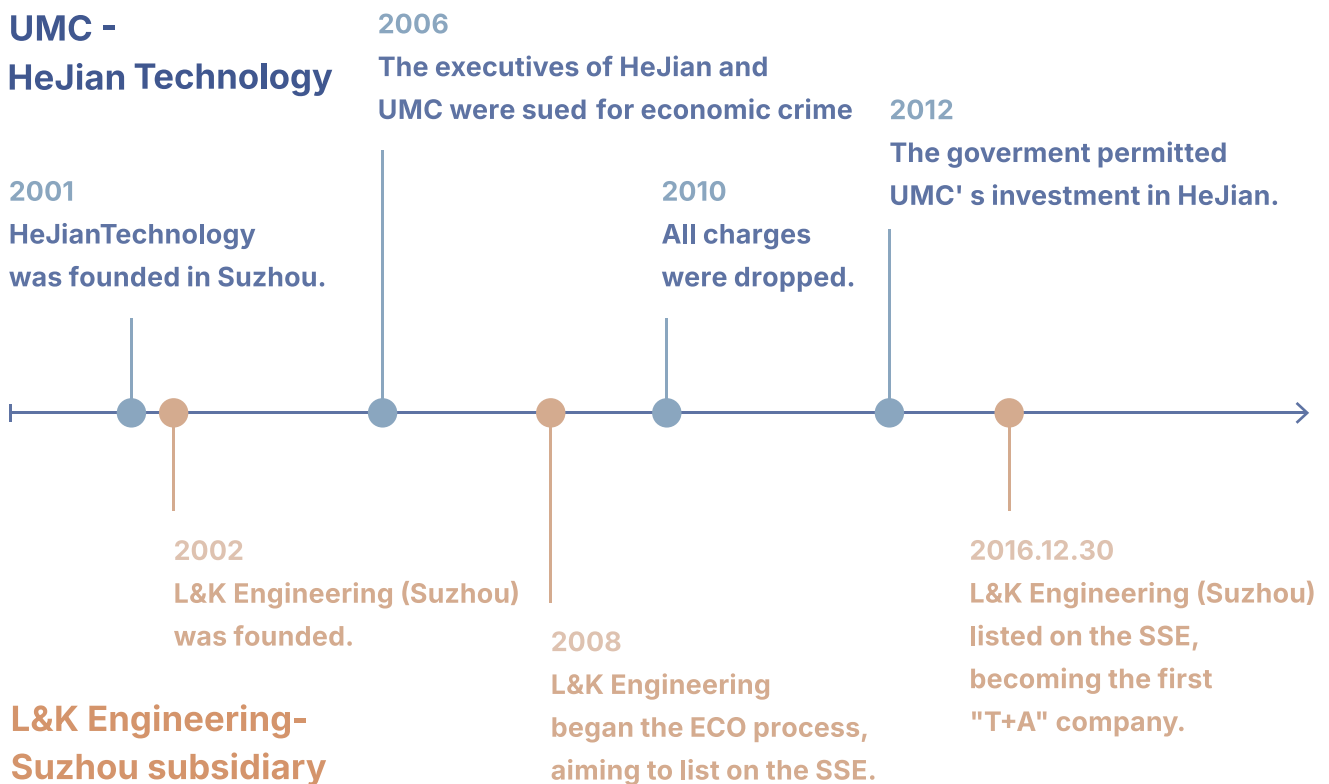 UMC -
HeJian Technology
2001
HeJianTechnology
was founded in Suzhou.
2006
The executives of HeJian and
UMC were sued for economic crime
2010
All charges
were dropped.
2012
The goverment permitted
UMC' s investment in HeJian.
2002
L&K Engineering (Suzhou)
was founded.
2008
L&K Engineering
began the ECO process,
aiming to list on the SSE.
2016.12.30
L&K Engineering (Suzhou)
listed on the SSE,
becoming the first
"T+A" company.
L&K Engineering-
Suzhou subsidiary